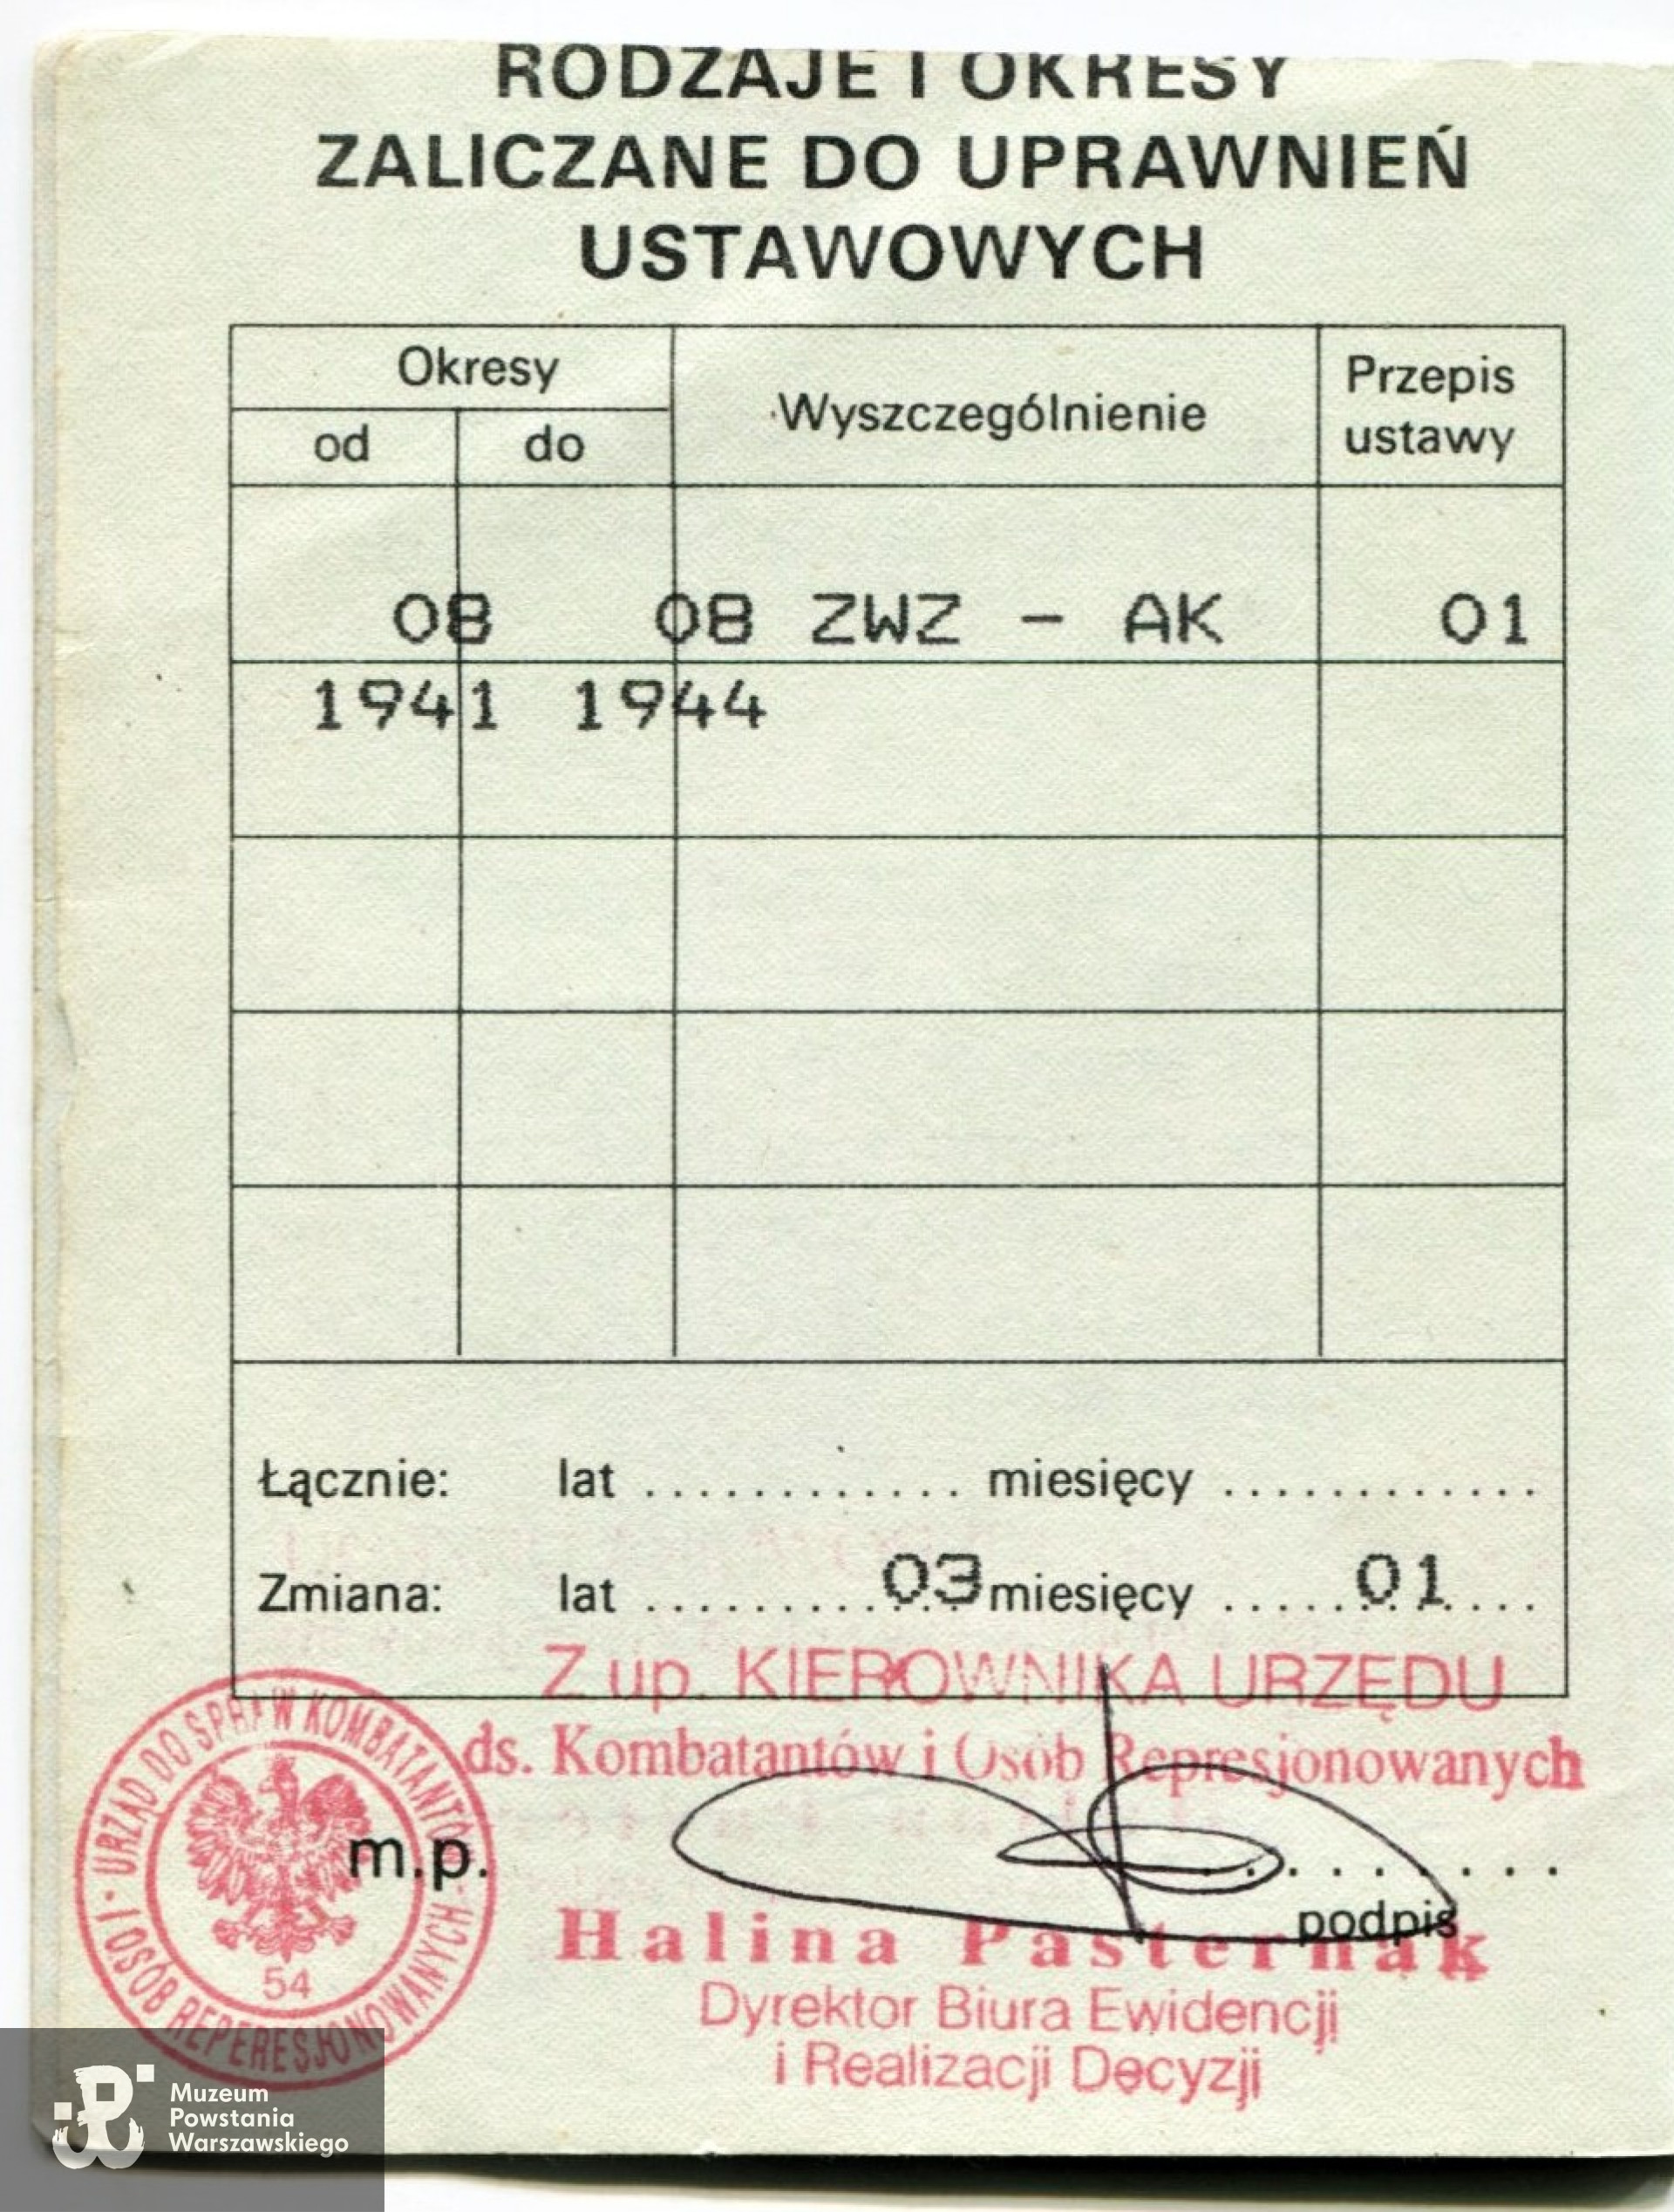 RODZAJE I OKRESY
ZALICZANE DO UPRAWNIEŃ
USTAWOWYCH
Okresy
od do
Wyszczególnienie
Przepis
ustawy
08 08 ZWZ - AK 01
1941 1944
Łącznie: lat ............ miesięcy ............
Zmiana: lat ............ 03 miesięcy ............ 01
Z up. KIEROWNIKA URZĘDU
ds. Kombatantów i Osób Represjonowanych
URZĄD DO SPRAW KOMBATANTÓW
I OSÓB REPERESJONOWANYCH
54
m.p.
podpis
Halina Pasternak
Dyrektor Biura Ewidencji
i Realizacji Decyzji
Muzeum
Powstania
Warszawskiego